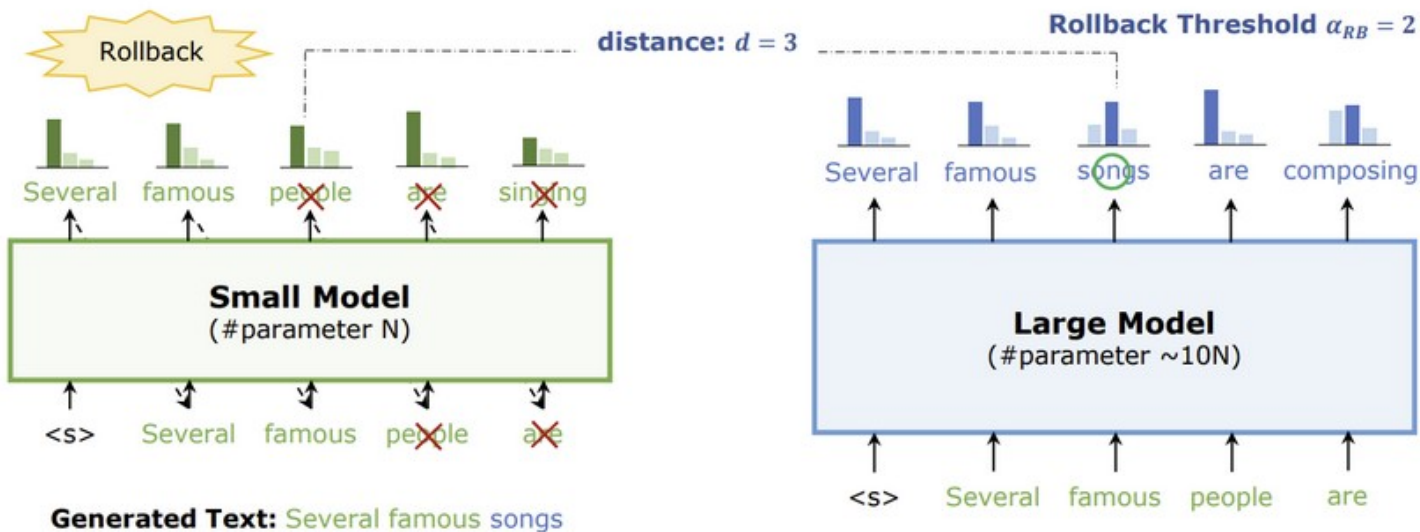 Rollback
distance: d = 3
Rollback Threshold α_RB = 2
Several famous people are singing
Several famous songs are composing
Small Model
(#parameter N)
Large Model
(#parameter ~10N)
<s> Several famous people are
<s> Several famous people are
Generated Text: Several famous songs